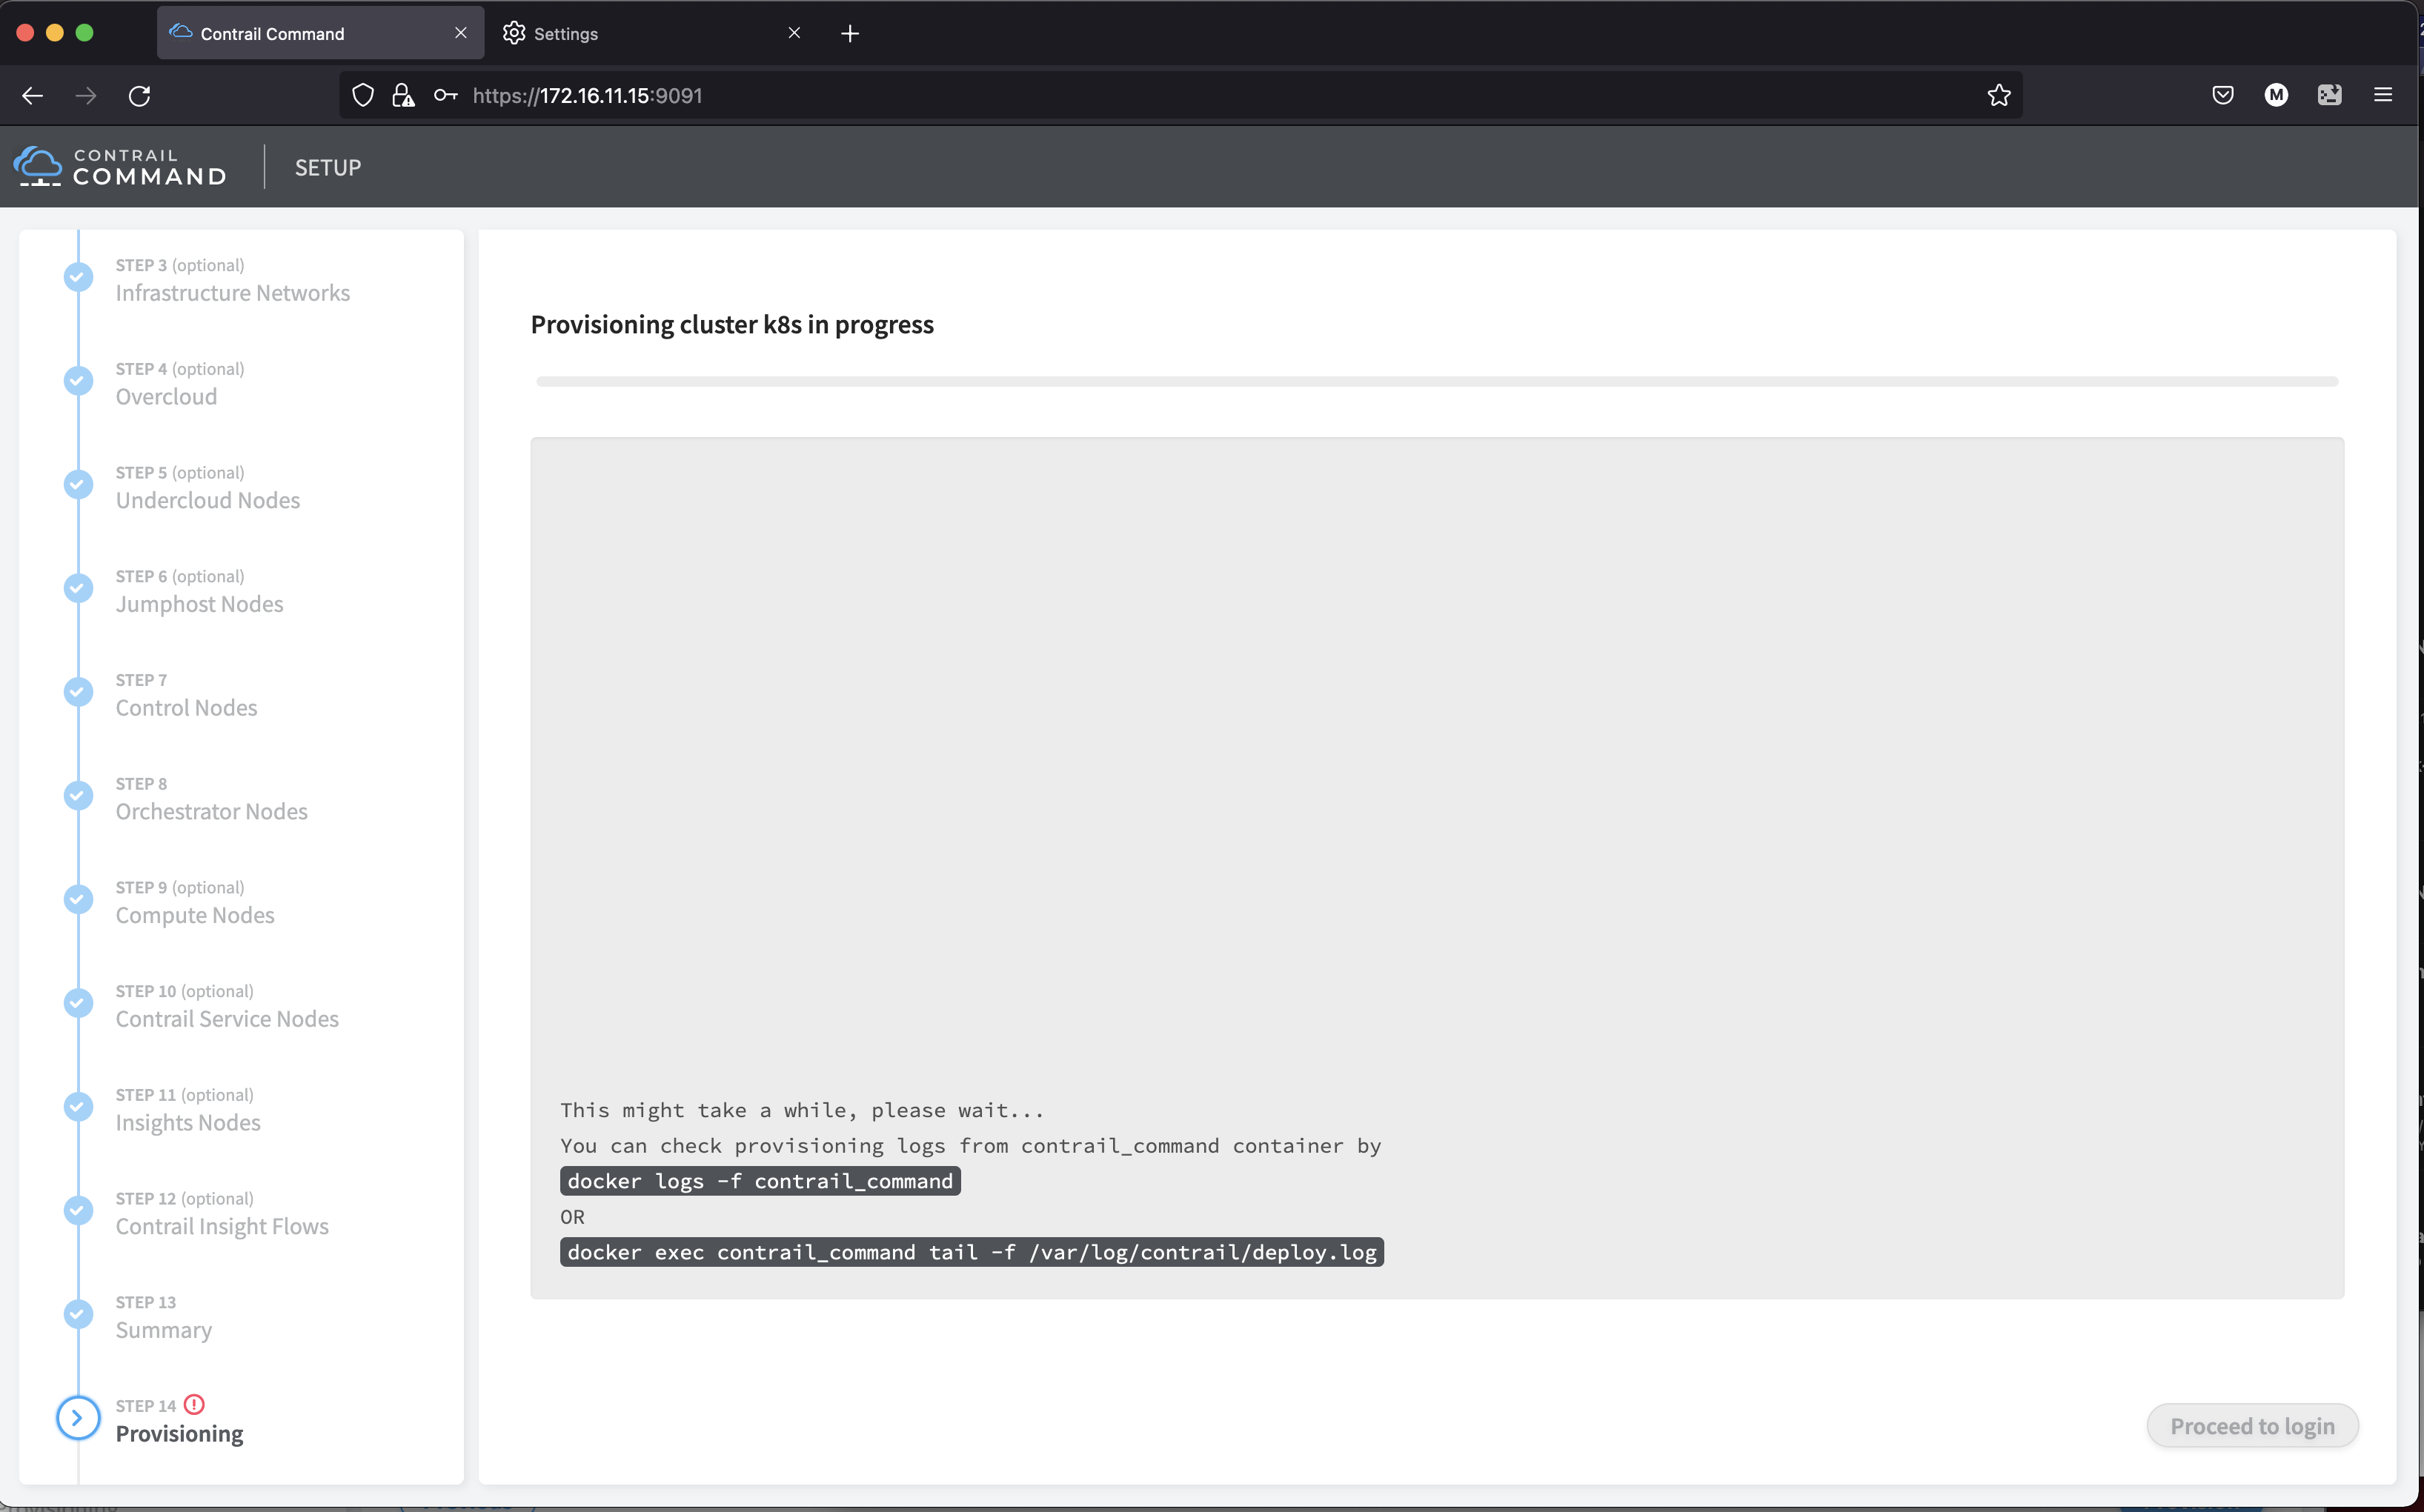 Contrail Command
Settings
https://172.16.11.15:9091
M
CONTRAIL
COMMAND
SETUP
STEP 3 (optional)
Infrastructure Networks
STEP 4 (optional)
Overcloud
STEP 5 (optional)
Undercloud Nodes
STEP 6 (optional)
Jumphost Nodes
STEP 7
Control Nodes
STEP 8
Orchestrator Nodes
STEP 9 (optional)
Compute Nodes
STEP 10 (optional)
Contrail Service Nodes
STEP 11 (optional)
Insights Nodes
STEP 12 (optional)
Contrail Insight Flows
STEP 13
Summary
STEP 14
Provisioning
Provisioning cluster k8s in progress
This might take a while, please wait...
You can check provisioning logs from contrail_command container by
docker logs -f contrail_command
OR
docker exec contrail_command tail -f /var/log/contrail/deploy.log
Proceed to login